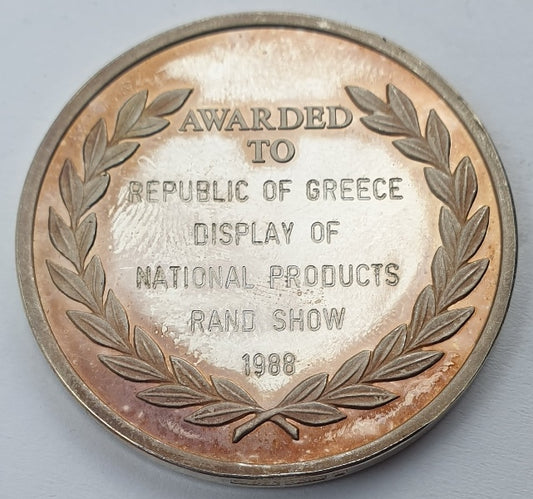 AWARDED
TO
REPUBLIC OF GREECE
DISPLAY OF
NATIONAL PRODUCTS
RAND SHOW
1988